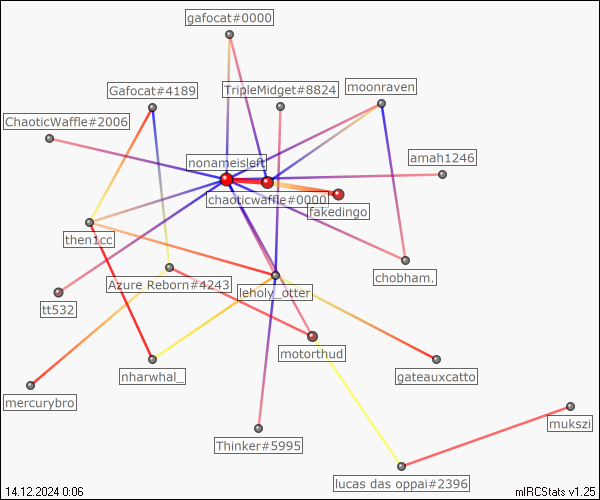 gafocat#0000
Gafocat#4189
TripleMidget#8824
moonraven
ChaoticWaffle#2006
nonameisleft
amah1246
chaoticwaffle#0000
fakedingo
then1cc
chobham.
Azure Reborn#4243
leholy_otter
tt532
motorthud
nharwhal_
gateauxcatto
mercurybro
mukszi
Thinker#5995
lucas das oppai#2396
14.12.2024 0:06
mIRCStats v1.25